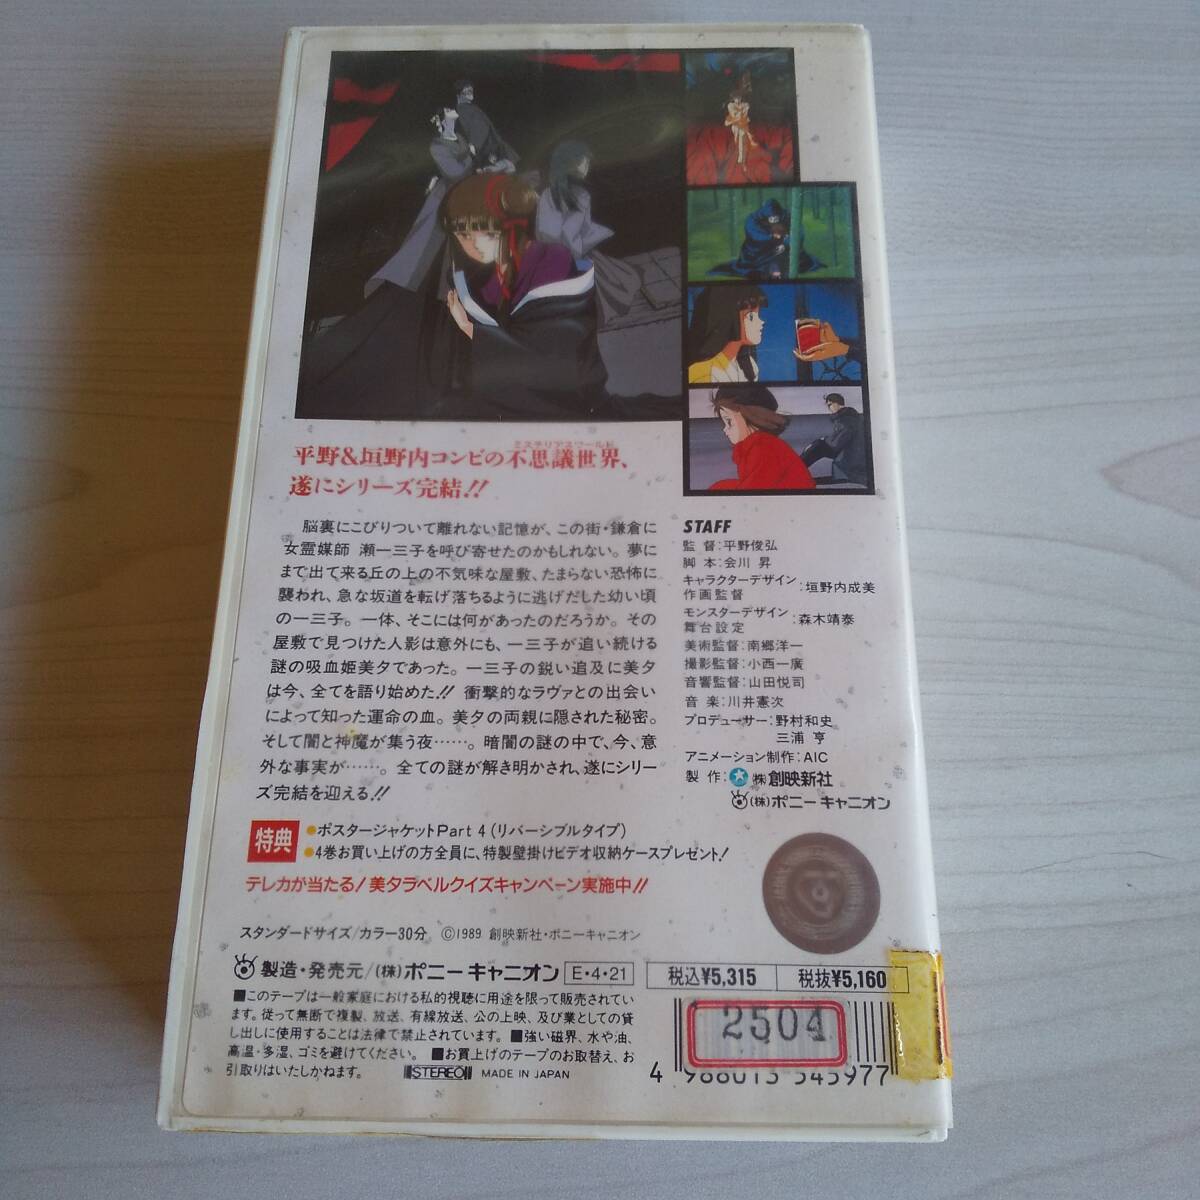 ミステリアスワールド
平野&垣野内コンビの不思議世界、
遂にシリーズ完結!!
脳裏にこびりついて離れない記憶が、この街・鎌倉に
女霊媒師 瀬一三子を呼び寄せたのかもしれない。夢に
まで出て来る丘の上の不気味な屋敷、たまらない恐怖に
襲われ、急な坂道を転げ落ちるように逃げだした幼い頃
の一三子。一体、そこには何があったのだろうか。その
屋敷で見つけた人影は意外にも、一三子が追い続ける
謎の吸血姫美夕であった。一三子の鋭い追及に美夕
は今、全てを語り始めた!! 衝撃的なラヴァとの出会い
によって知った運命の血。美夕の両親に隠された秘密。
そして闇と神魔が集う夜……。暗闇の謎の中で、今、意
外な事実が……。全ての謎が解き明かされ、遂にシリー
ズ完結を迎える!!
STAFF
監 督:平野俊弘
脚 本:会川 昇
キャラクターデザイン
作画監督 :垣野内成美
モンスターデザイン
舞台設定 :森木靖泰
美術監督:南郷洋一
撮影監督:小西一廣
音響監督:山田悦司
音 楽:川井憲次
プロデューサー:野村和史
三浦 亨
アニメーション制作:AIC
製 作:(株)創映新社
(株)ポニーキャニオン
特典
●ポスタージャケットPart 4 (リバーシブルタイプ)
●4巻お買い上げの方全員に、特製壁掛けビデオ収納ケースプレゼント!
テレカが当たる! 美夕ラベルクイズキャンペーン実施中!!
スタンダードサイズ/カラー30分 ©1989 創映新社・ポニーキャニオン
製造・発売元/(株)ポニーキャニオン E・4・21 税込¥5,315 税抜¥5,160
■このテープは一般家庭における私的視聴に用途を限って販売されてい
ます。従って無断で複製、放送、有線放送、公の上映、及び業としての貸
し出しに使用することは法律で禁止されています。■強い磁界、水や油、
高温・多湿、ゴミを避けてください。■お買上げのテープのお取替え、お
引取りはいたしかねます。 STEREO MADE IN JAPAN
2504
4 988013 545977